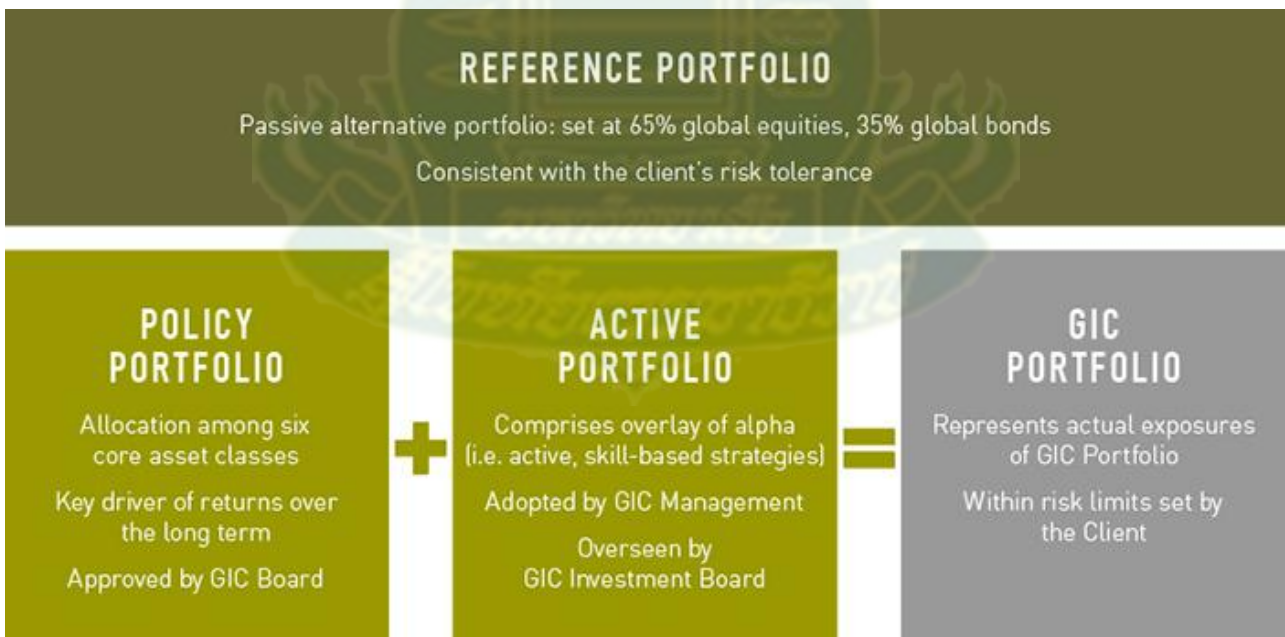 REFERENCE PORTFOLIO
Passive alternative portfolio: set at 65% global equities, 35% global bonds
Consistent with the client's risk tolerance
POLICY
PORTFOLIO
Allocation among six
core asset classes
Key driver of returns over
the long term
Approved by GIC Board
+
ACTIVE
PORTFOLIO
Comprises overlay of alpha
(i.e. active, skill-based strategies)
Adopted by GIC Management
Overseen by
GIC Investment Board
=
GIC
PORTFOLIO
Represents actual exposures
of GIC Portfolio
Within risk limits set by
the Client